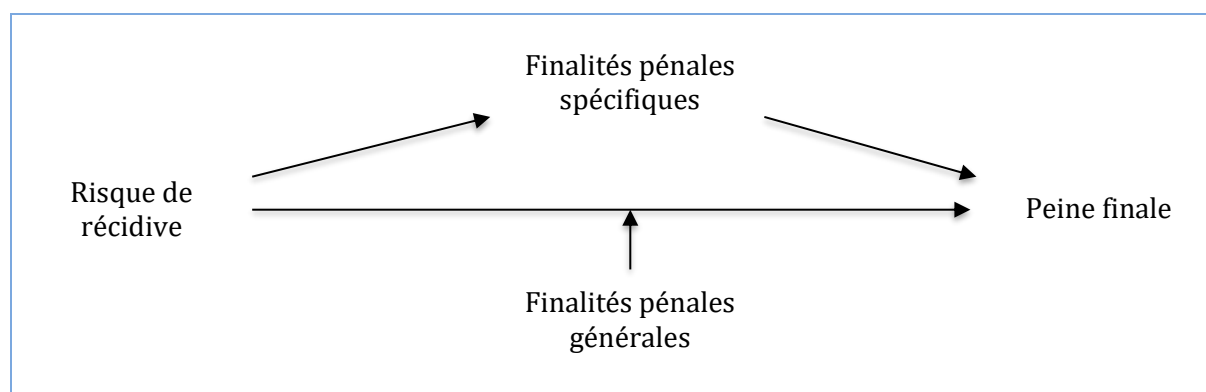 Finalités pénales
spécifiques
Risque de
récidive
Peine finale
Finalités pénales
générales